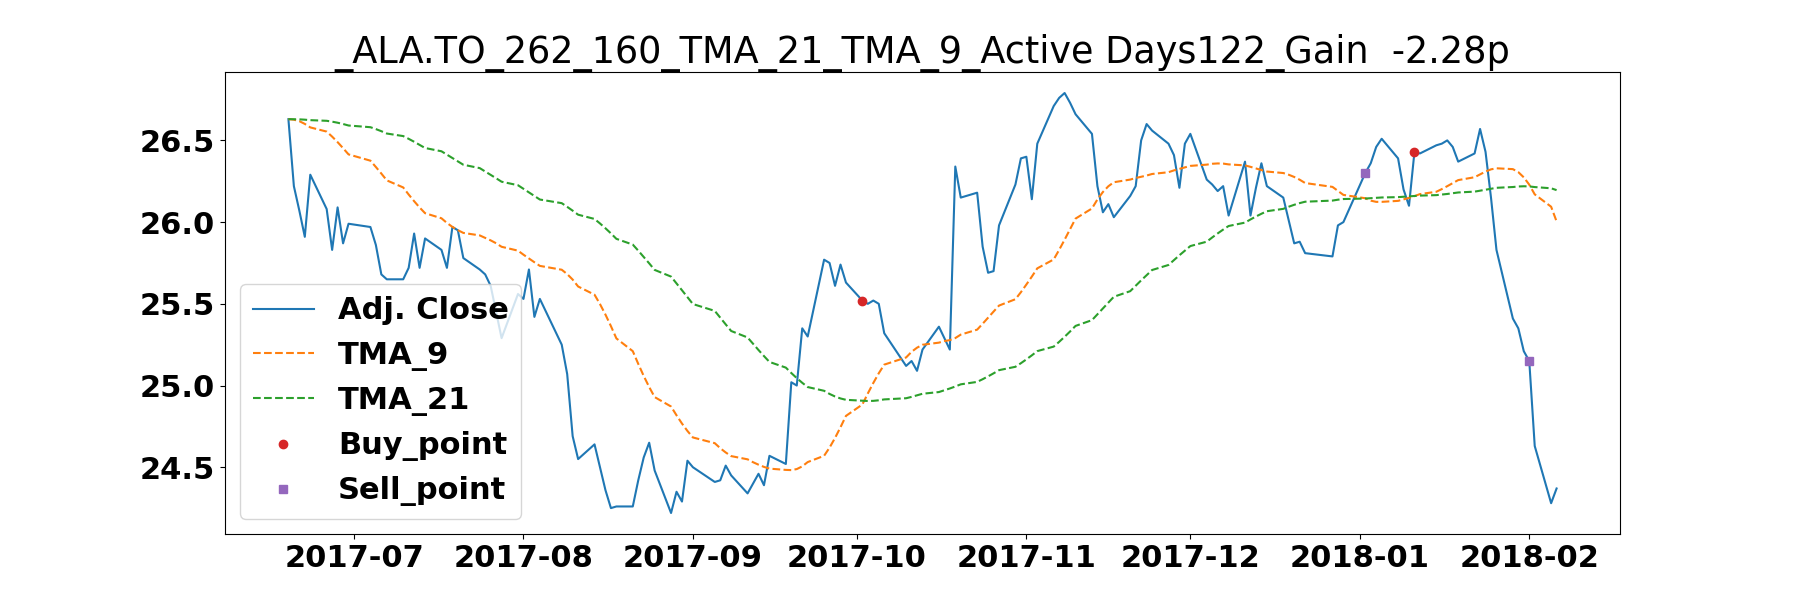 _ALA.TO_262_160_TMA_21_TMA_9_Active Days122_Gain  -2.28p
26.5
26.0
25.5
25.0
24.5
Adj. Close
TMA_9
TMA_21
Buy_point
Sell_point
2017-07 2017-08 2017-09 2017-10 2017-11 2017-12 2018-01 2018-02